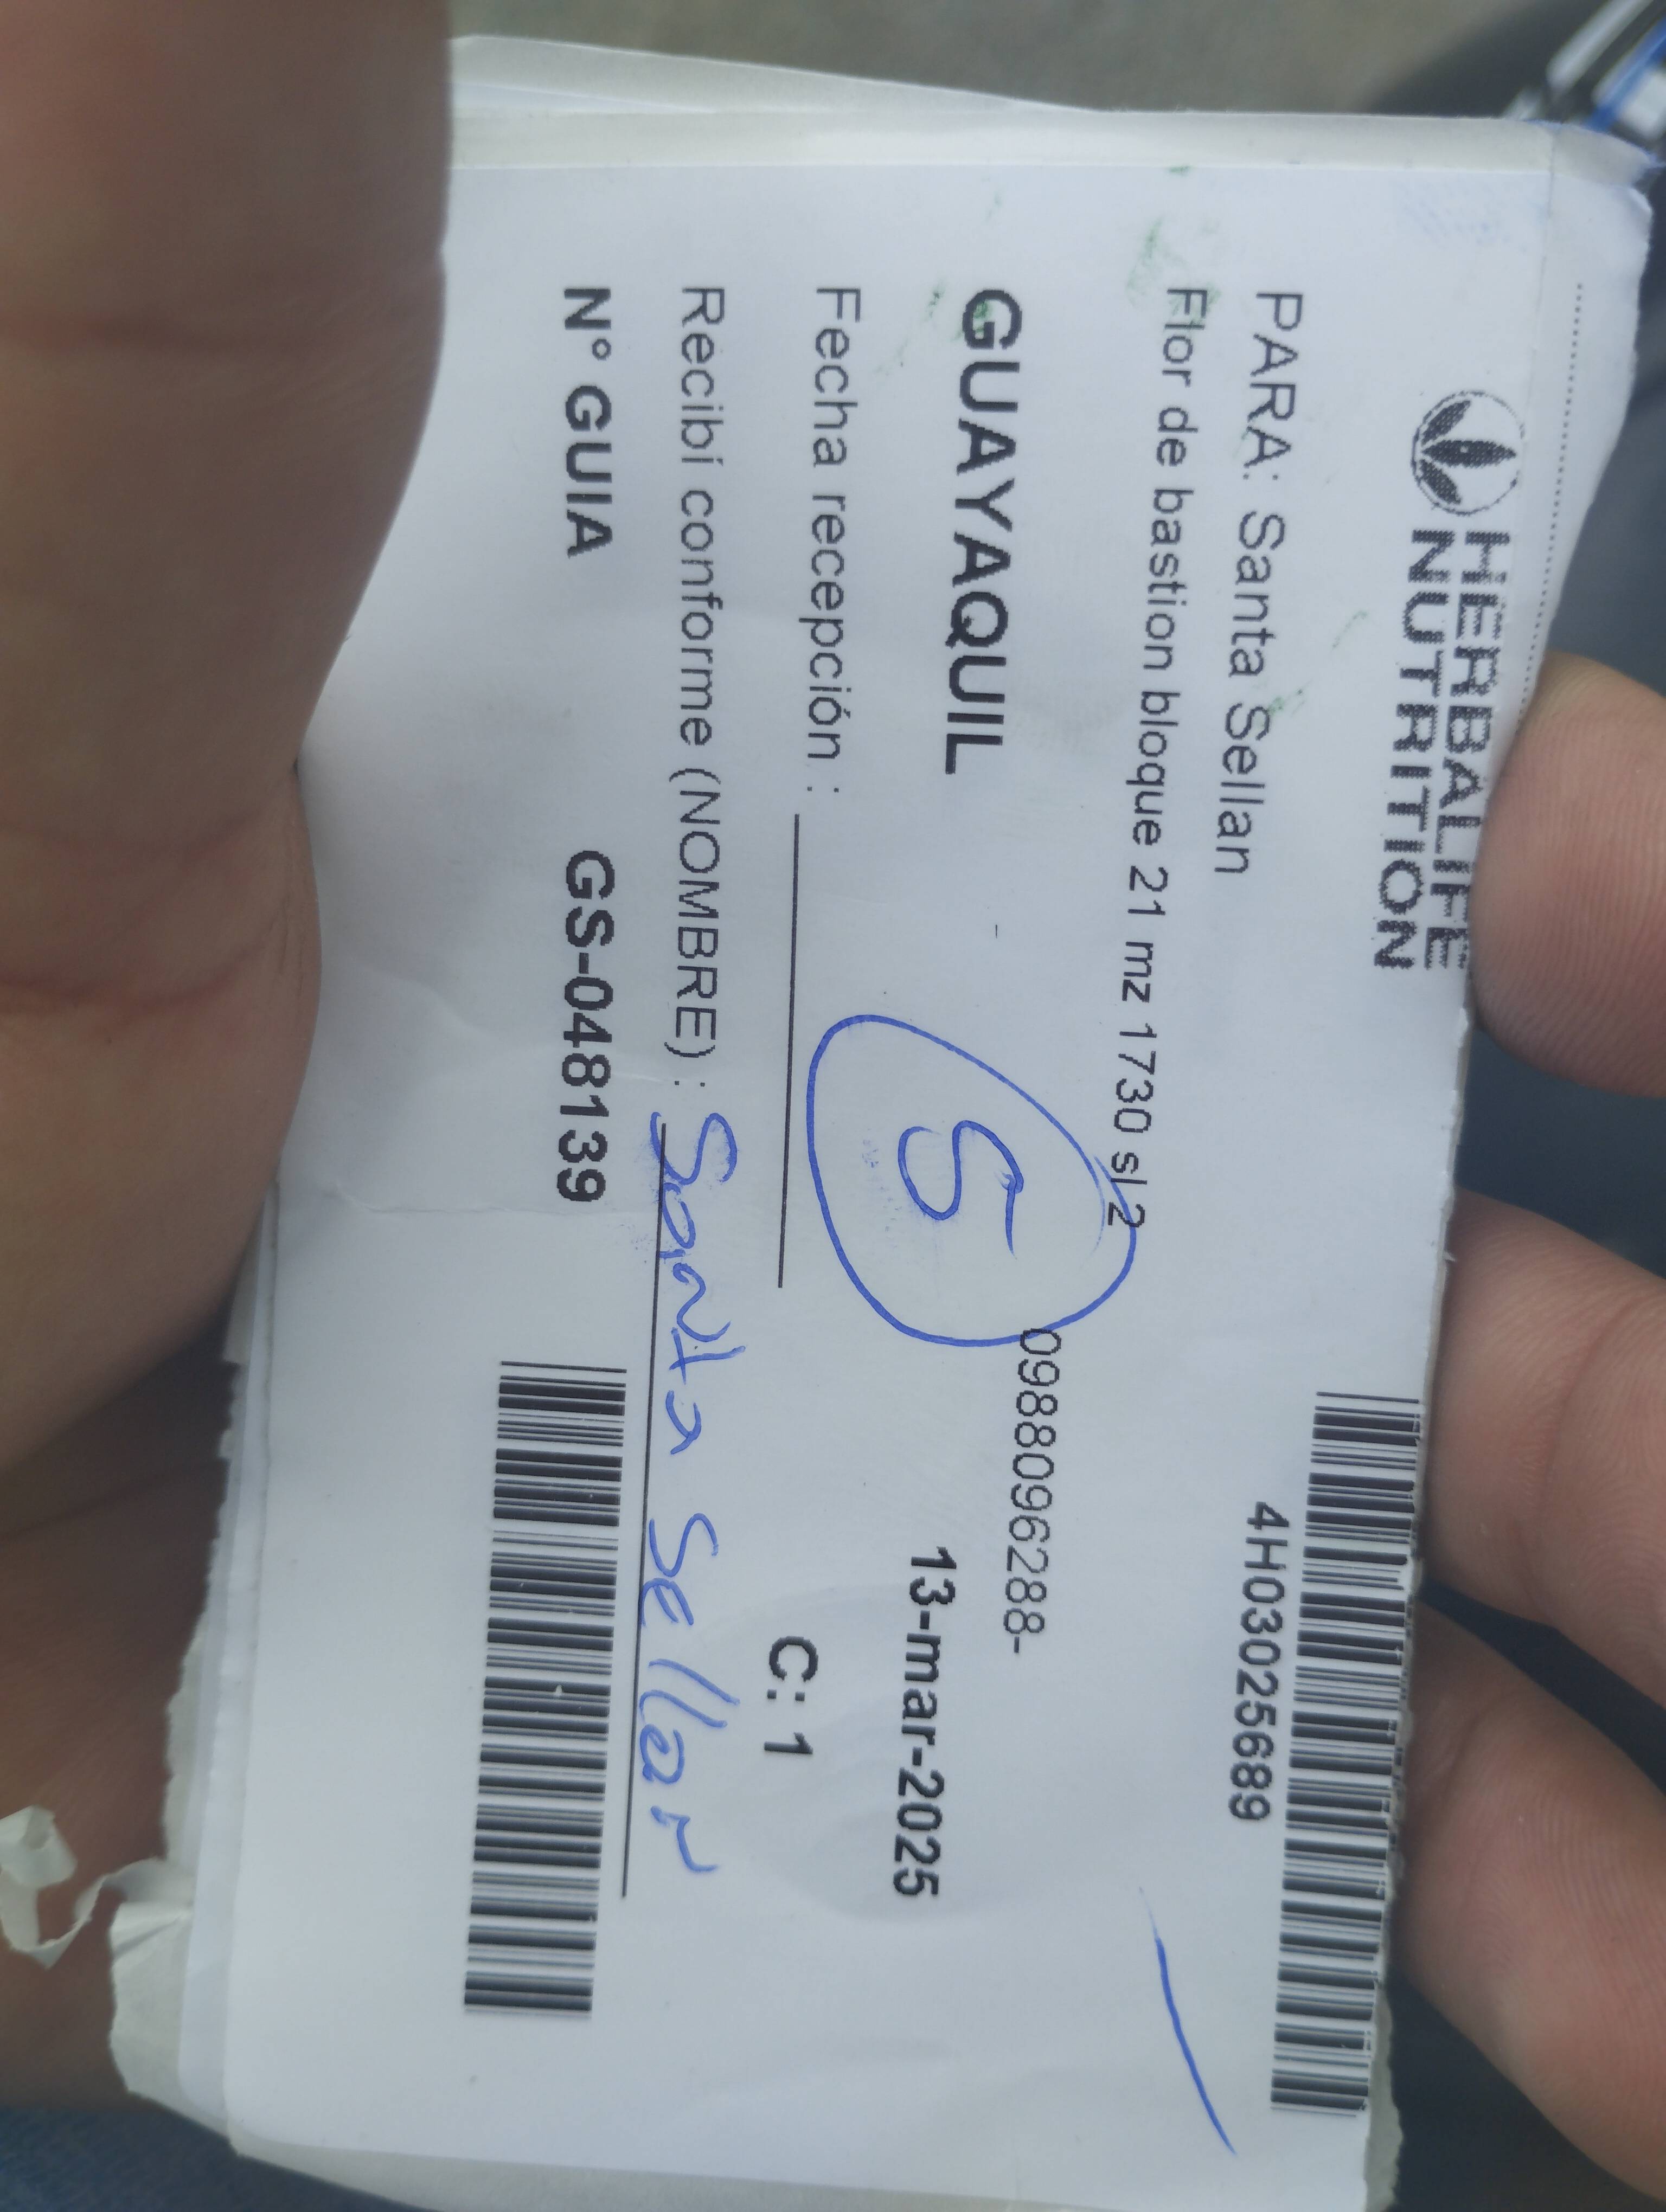 HERBALIFE
NUTRITION
4H03025689
PARA: Santa Sellan
Flor de bastion bloque 21 mz 1730 sl 2
0988096288-
GUAYAQUIL
5
13-mar-2025
Fecha recepción :
C: 1
Recibí conforme (NOMBRE) : Santa Sellan
N° GUIA GS-048139